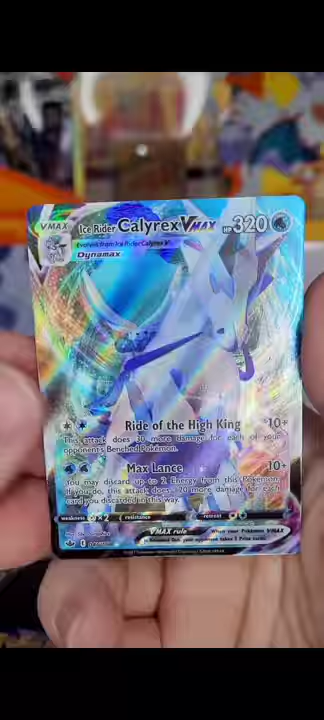 VMAX Ice Rider Calyrex VMAX HP 320
Evolves from Ice Rider Calyrex V
Dynamax
Ride of the High King 10+
This attack does 30 more damage for each of your
opponent's Benched Pokémon.
Max Lance 10+
You may discard up to 2 Energy from this Pokémon.
If you do, this attack does 120 more damage for each
card you discarded in this way.
weakness ×2 resistance retreat
VMAX rule When your Pokémon VMAX
is Knocked Out, your opponent takes 3 Prize cards.